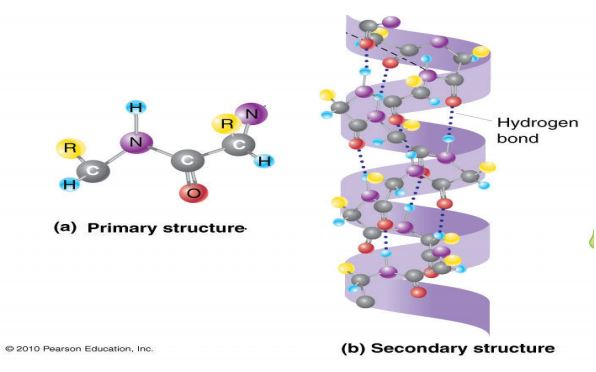 H
N
R
N
R
C
C
C
H
H
O
(a) Primary structure
Hydrogen
bond
© 2010 Pearson Education, Inc.
(b) Secondary structure